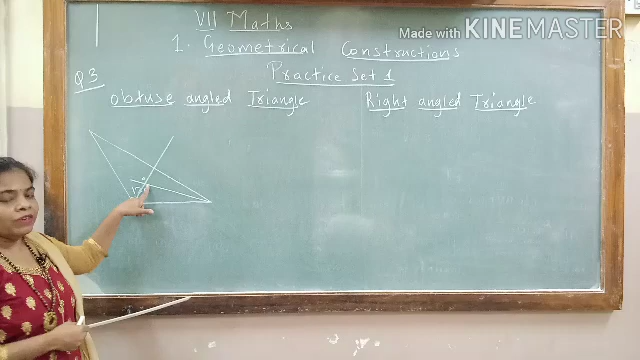 VII Maths
Made with KINEMASTER
1. Geometrical Constructions
Q3
Practice Set 1
Obtuse angled Triangle
Right angled Triangle